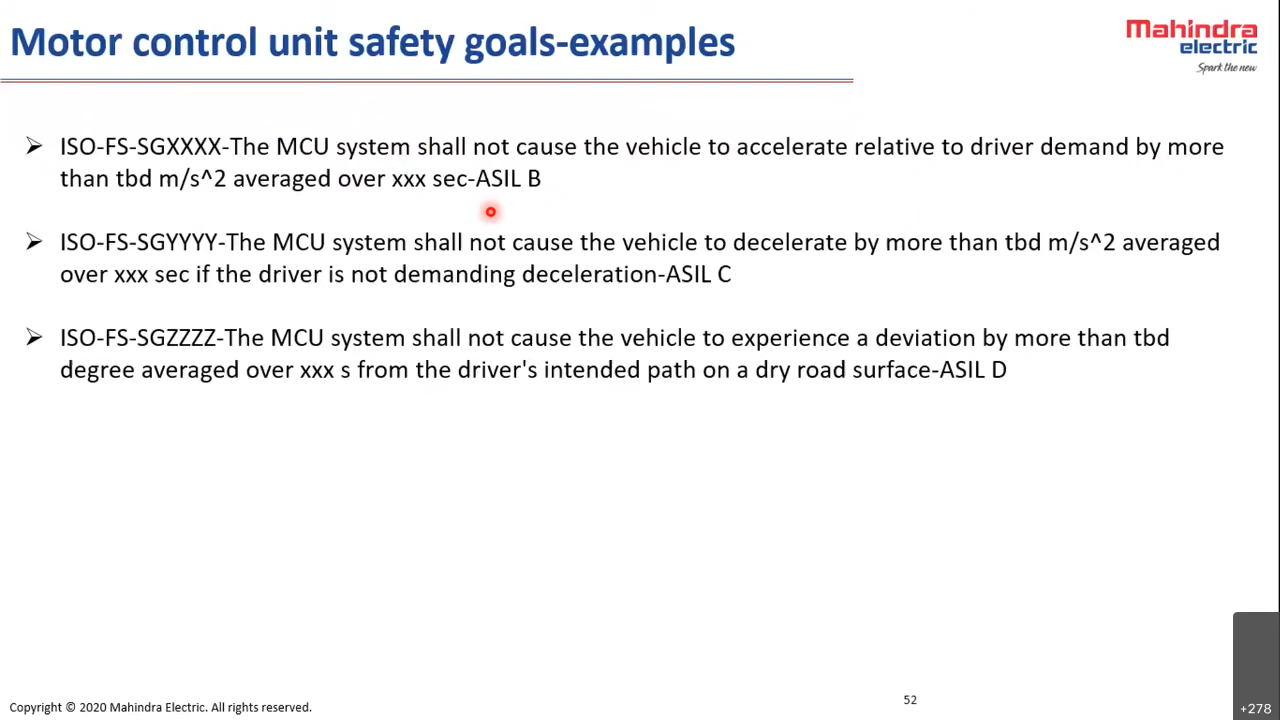 Motor control unit safety goals-examples
Mahindra
electric
Spark the new
ISO-FS-SGXXXX-The MCU system shall not cause the vehicle to accelerate relative to driver demand by more
than tbd m/s^2 averaged over xxx sec-ASIL B
ISO-FS-SGYYYY-The MCU system shall not cause the vehicle to decelerate by more than tbd m/s^2 averaged
over xxx sec if the driver is not demanding deceleration-ASIL C
ISO-FS-SGZZZZ-The MCU system shall not cause the vehicle to experience a deviation by more than tbd
degree averaged over xxx s from the driver's intended path on a dry road surface-ASIL D
Copyright © 2020 Mahindra Electric. All rights reserved.
52
+278